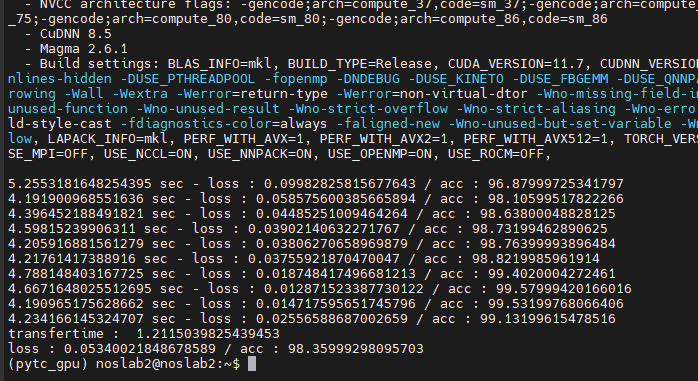 - NVCC architecture flags: -gencode;arch=compute_37,code=sm_37;-gencode;arch=compute
_75;-gencode;arch=compute_80,code=sm_80;-gencode;arch=compute_86,code=sm_86
- CuDNN 8.5
- Magma 2.6.1
- Build settings: BLAS_INFO=mkl, BUILD_TYPE=Release, CUDA_VERSION=11.7, CUDNN_VERSION
nlines-hidden -DUSE_PTHREADPOOL -fopenmp -DNDEBUG -DUSE_KINETO -DUSE_FBGEMM -DUSE_QNNPA
rowing -Wall -Wextra -Werror=return-type -Werror=non-virtual-dtor -Wno-missing-field-in
unused-function -Wno-unused-result -Wno-strict-overflow -Wno-strict-aliasing -Wno-erro
ld-style-cast -fdiagnostics-color=always -faligned-new -Wno-unused-but-set-variable -W
low, LAPACK_INFO=mkl, PERF_WITH_AVX=1, PERF_WITH_AVX2=1, PERF_WITH_AVX512=1, TORCH_VERS
SE_MPI=OFF, USE_NCCL=ON, USE_NNPACK=ON, USE_OPENMP=ON, USE_ROCM=OFF,
5.2553181648254395 sec - loss : 0.09982825815677643 / acc : 96.87999725341797
4.191900968551636 sec - loss : 0.058575600385665894 / acc : 98.10599517822266
4.396452188491821 sec - loss : 0.04485251009464264 / acc : 98.63800048828125
4.59815239906311 sec - loss : 0.03902140632271767 / acc : 98.73199462890625
4.205916881561279 sec - loss : 0.03806270658969879 / acc : 98.76399993896484
4.21761417388916 sec - loss : 0.03755921870470047 / acc : 98.8219985961914
4.788148403167725 sec - loss : 0.018748417496681213 / acc : 99.4020004272461
4.6671648025512695 sec - loss : 0.012871523387730122 / acc : 99.57999420166016
4.190965175628662 sec - loss : 0.014717595651745796 / acc : 99.53199768066406
4.234166145324707 sec - loss : 0.02556588687002659 / acc : 99.13199615478516
transfertime :  1.2115039825439453
loss : 0.05340021848678589 / acc : 98.35999298095703
(pytc_gpu) noslab2@noslab2:~$